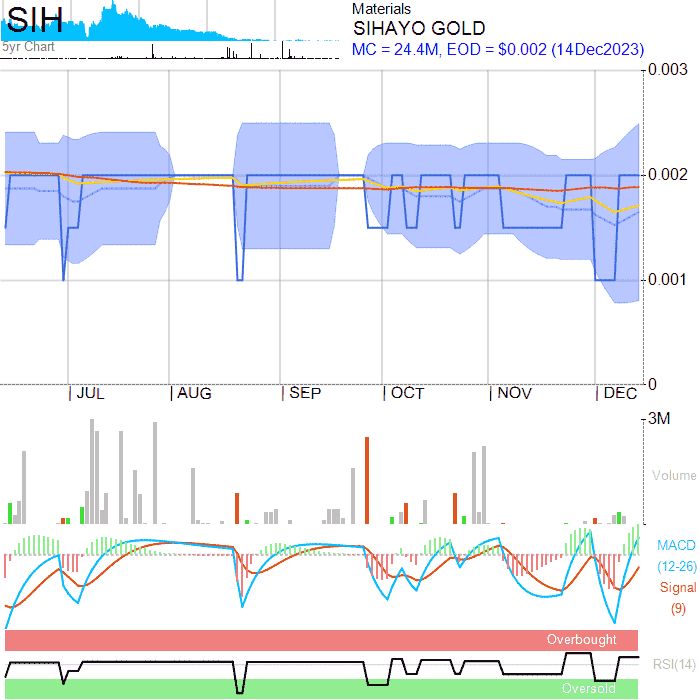 SIH
5yr Chart
Materials
SIHAYO GOLD
MC = 24.4M, EOD = $0.002 (14Dec2023)
0.003
0.002
0.001
0
JUL AUG SEP OCT NOV DEC
3M
Volume
MACD
(12-26)
Signal
(9)
Overbought
RSI(14)
Oversold